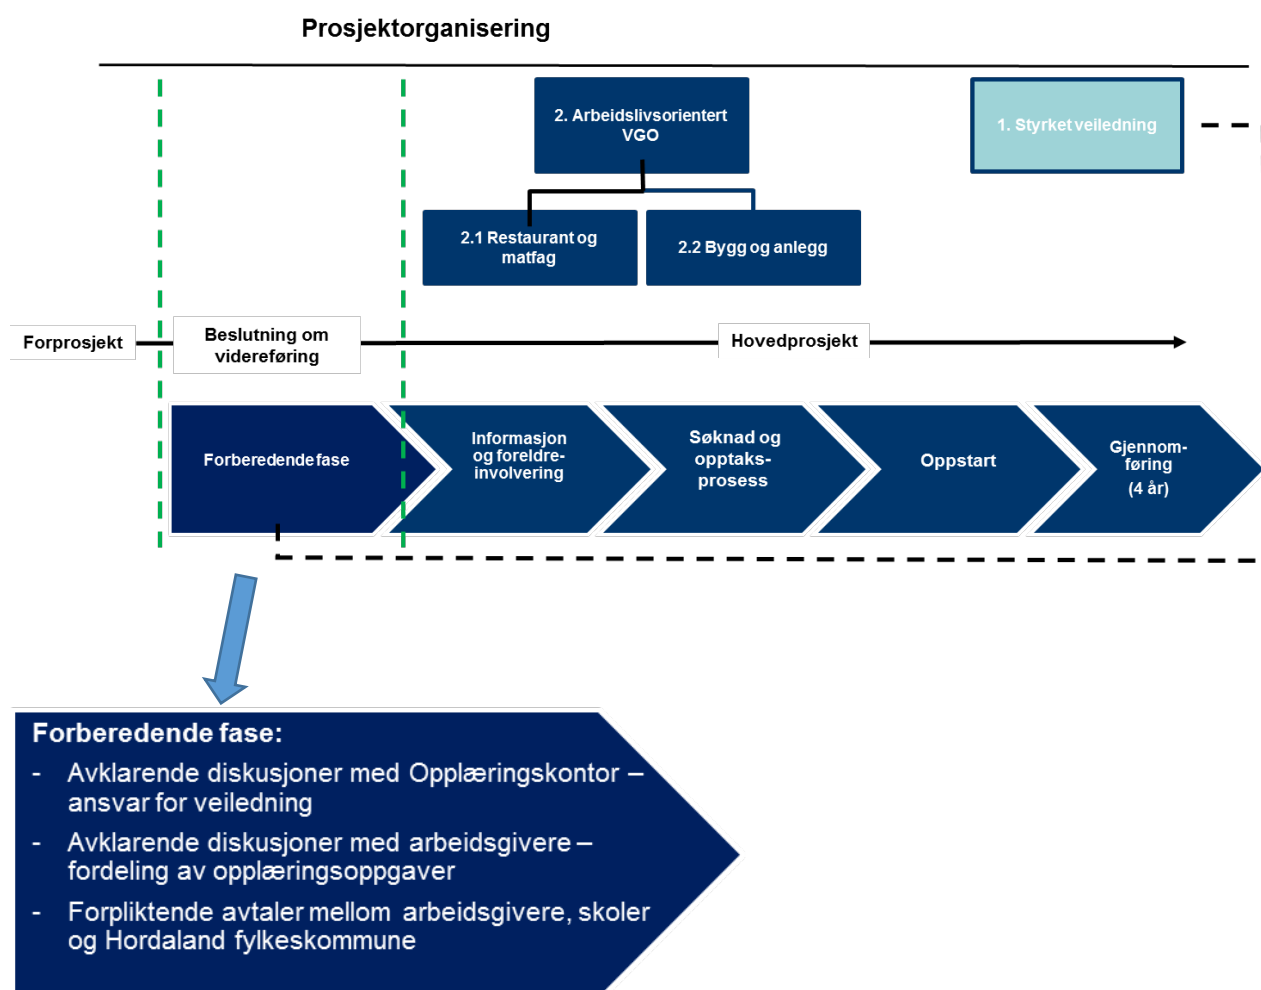 Prosjektorganisering
2. Arbeidslivsorientert
VGO
1. Styrket veiledning
2.1 Restaurant og
matfag
2.2 Bygg og anlegg
Forprosjekt
Beslutning om
videreføring
Hovedprosjekt
Forberedende fase
Informasjon
og foreldre-
involvering
Søknad og
opptaks-
prosess
Oppstart
Gjennom-
føring
(4 år)
Forberedende fase:
- Avklarende diskusjoner med Opplæringskontor –
ansvar for veiledning
- Avklarende diskusjoner med arbeidsgivere –
fordeling av opplæringsoppgaver
- Forpliktende avtaler mellom arbeidsgivere, skoler
og Hordaland fylkeskommune